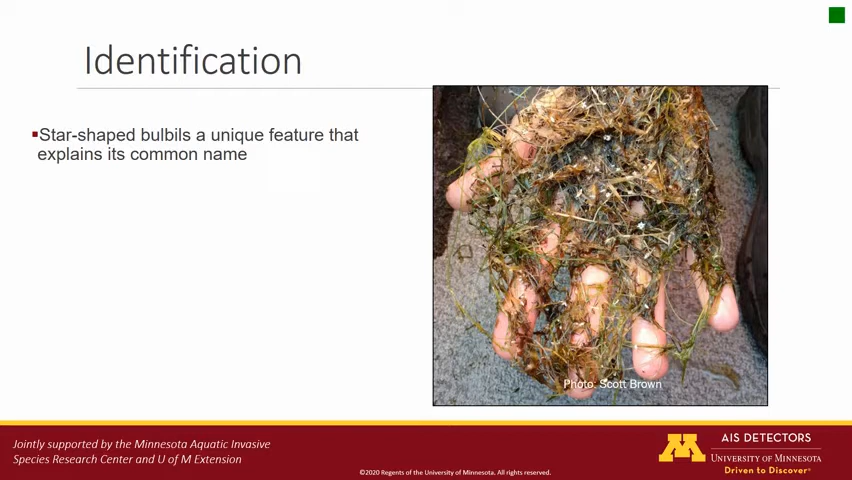 Identification
▪Star-shaped bulbils a unique feature that
explains its common name
Photo: Scott Brown
Jointly supported by the Minnesota Aquatic Invasive
Species Research Center and U of M Extension
©2020 Regents of the University of Minnesota. All rights reserved.
M
AIS DETECTORS
UNIVERSITY OF MINNESOTA
Driven to Discover®